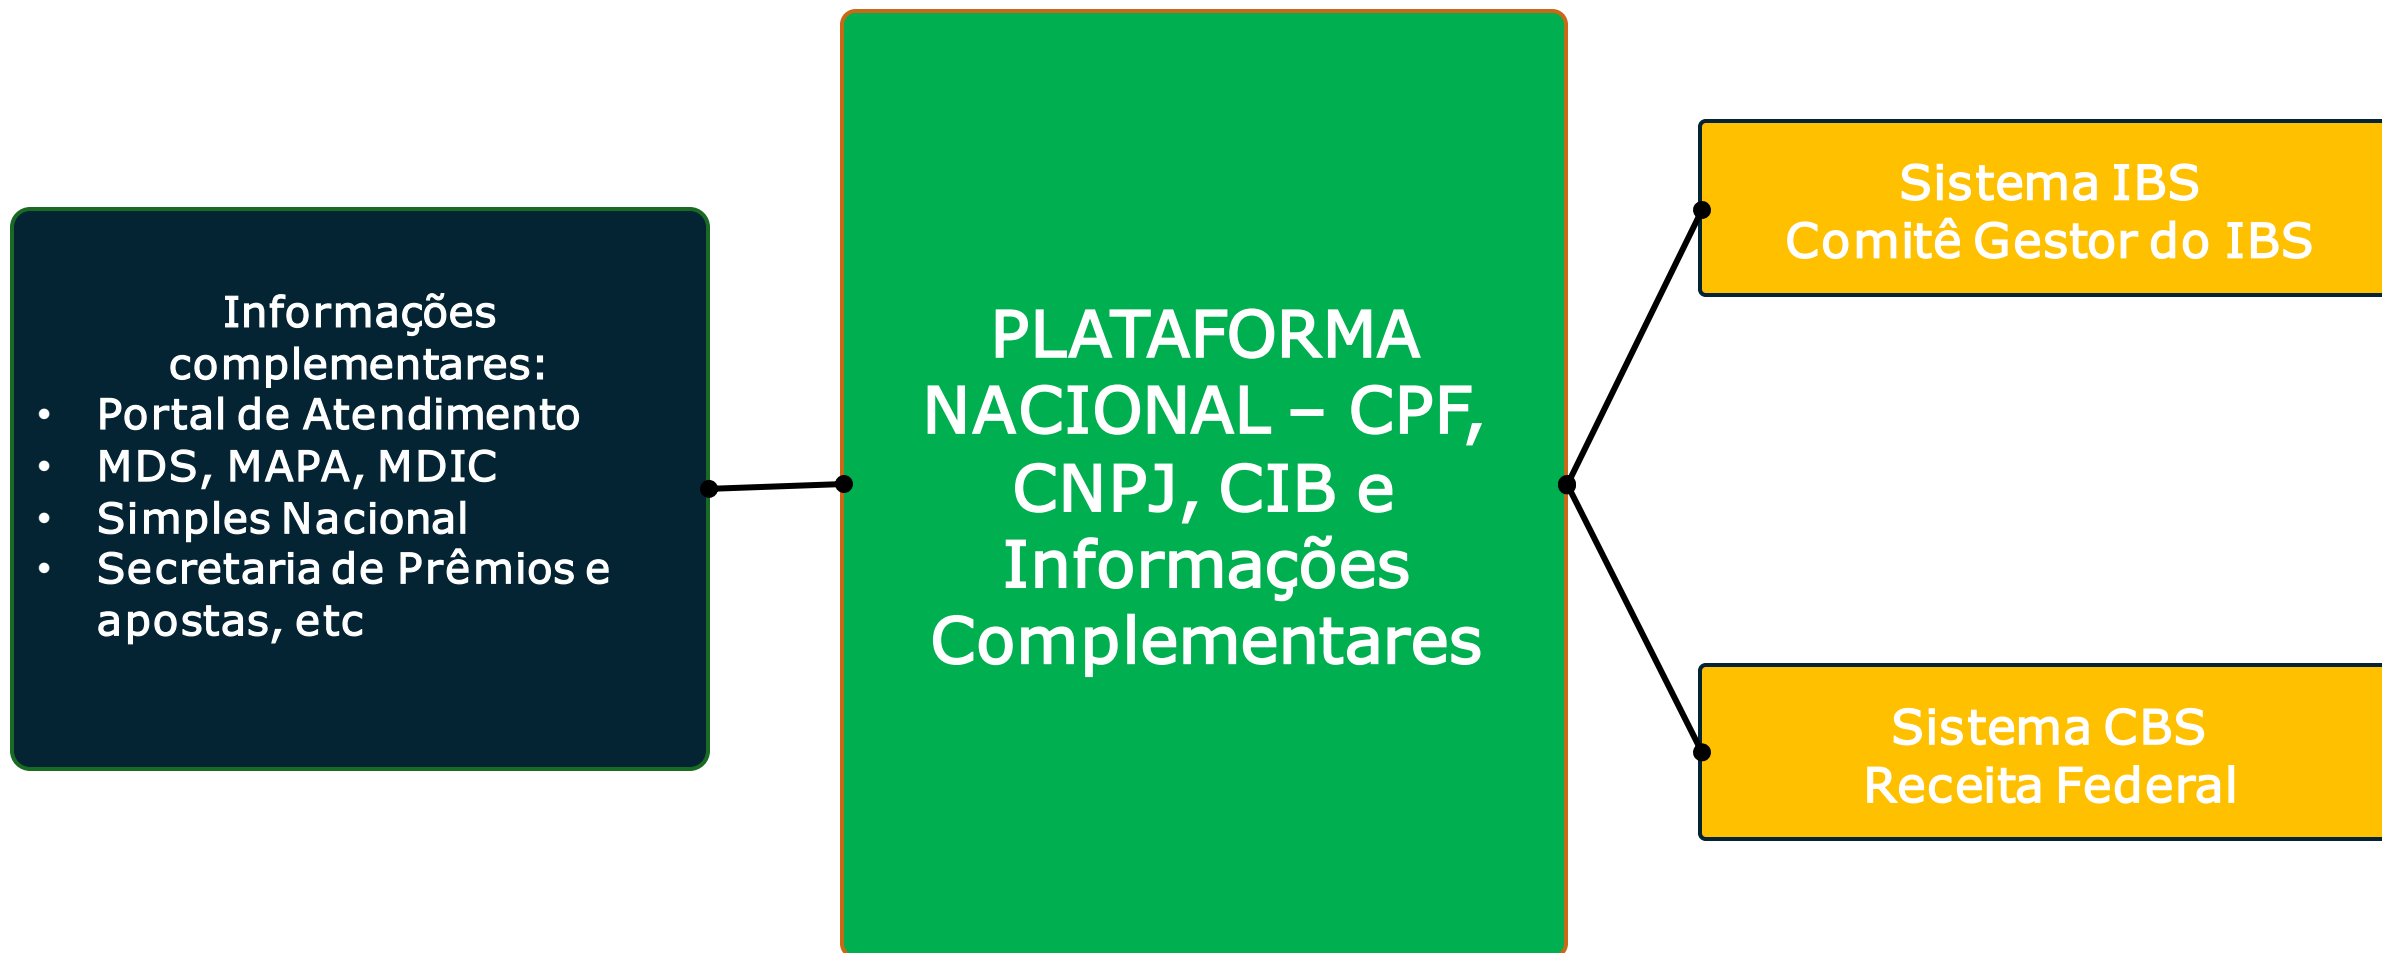 Informações
complementares:
• Portal de Atendimento
• MDS, MAPA, MDIC
• Simples Nacional
• Secretaria de Prêmios e
apostas, etc
PLATAFORMA
NACIONAL – CPF,
CNPJ, CIB e
Informações
Complementares
Sistema IBS
Comitê Gestor do IBS
Sistema CBS
Receita Federal